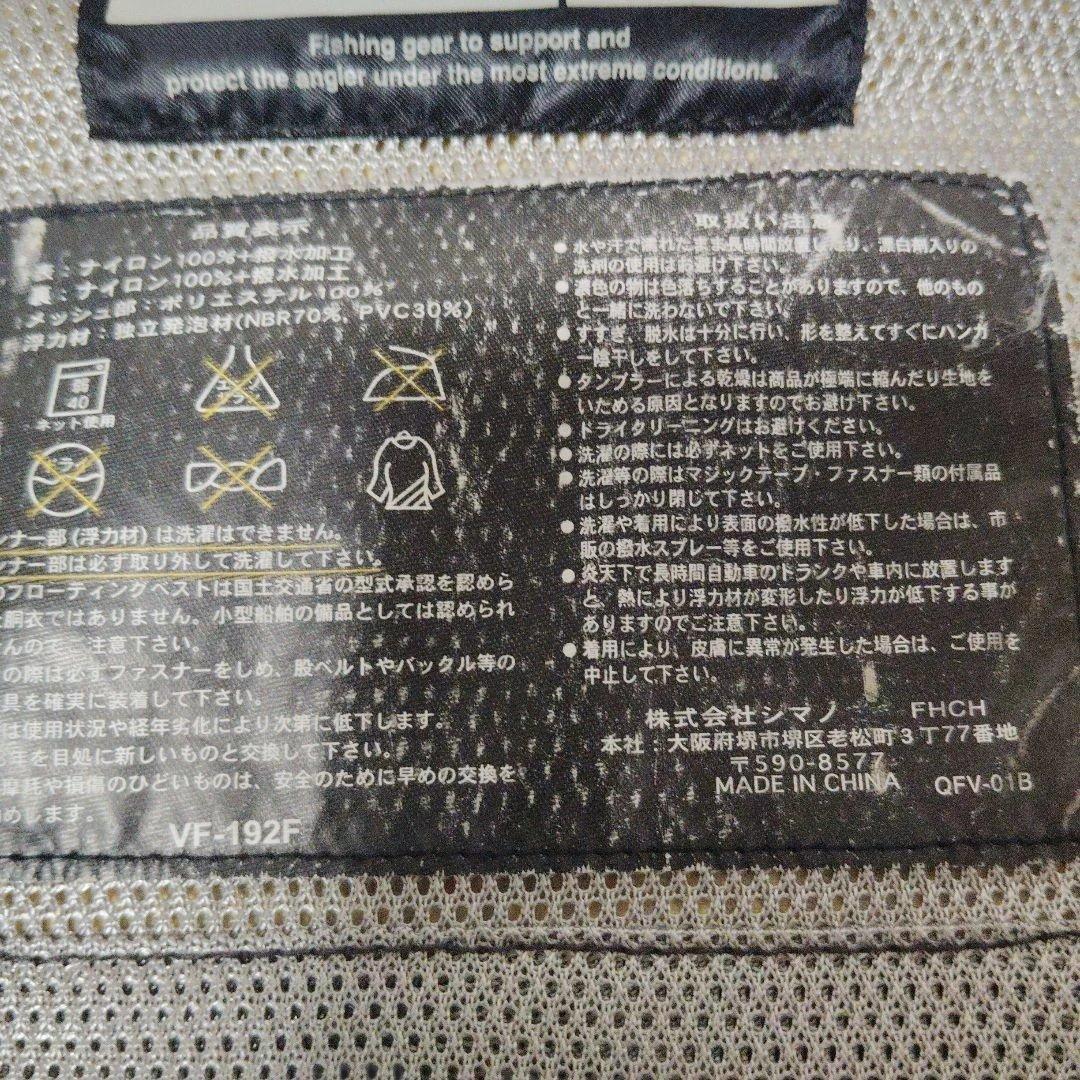 Fishing gear to support and
protect the angler under the most extreme conditions.
品質表示
表：ナイロン100%+撥水加工
裏：ナイロン100%+撥水加工
メッシュ部：ポリエステル100%
浮力材：独立発泡材(NBR70%, PVC30%)
弱
40
ネット使用
エンソ
ドライ
ンナー部(浮力材)は洗濯はできません。
ンナー部は必ず取り外して洗濯して下さい。
のフローティングベストは国土交通省の型式承認を認めら
胴衣ではありません。小型船舶の備品としては認められ
せんので、ご注意下さい。
の際は必ずファスナーをしめ、股ベルトやバックル等の
具を確実に装着して下さい。
は使用状況や経年劣化により次第に低下します。
年を目処に新しいものと交換して下さい。
摩耗や損傷のひどいものは、安全のために早めの交換を
めします。
VF-192F
取扱い注意
●水や汗で濡れたまま長時間放置したり、漂白剤入りの
洗剤の使用はお避け下さい。
●濃色の物は色落ちすることがありますので、他のもの
と一緒に洗わないで下さい。
●すすぎ、脱水は十分に行い、形を整えてすぐにハンガ
ー陰干しをして下さい。
●タンブラーによる乾燥は商品が極端に縮んだり生地を
いためる原因となりますのでお避け下さい。
●ドライクリーニングはお避けください。
●洗濯の際には必ずネットをご使用下さい。
●洗濯等の際はマジックテープ・ファスナー類の付属品
はしっかり閉じて下さい。
●洗濯や着用により表面の撥水性が低下した場合は、市
販の撥水スプレー等をご使用下さい。
●炎天下で長時間自動車のトランクや車内に放置します
と、熱により浮力材が変形したり浮力が低下する事が
ありますのでご注意下さい。
●着用により、皮膚に異常が発生した場合は、ご使用を
中止して下さい。
株式会社シマノ FHCH
本社：大阪府堺市堺区老松町3丁77番地
〒590-8577
MADE IN CHINA QFV-01B